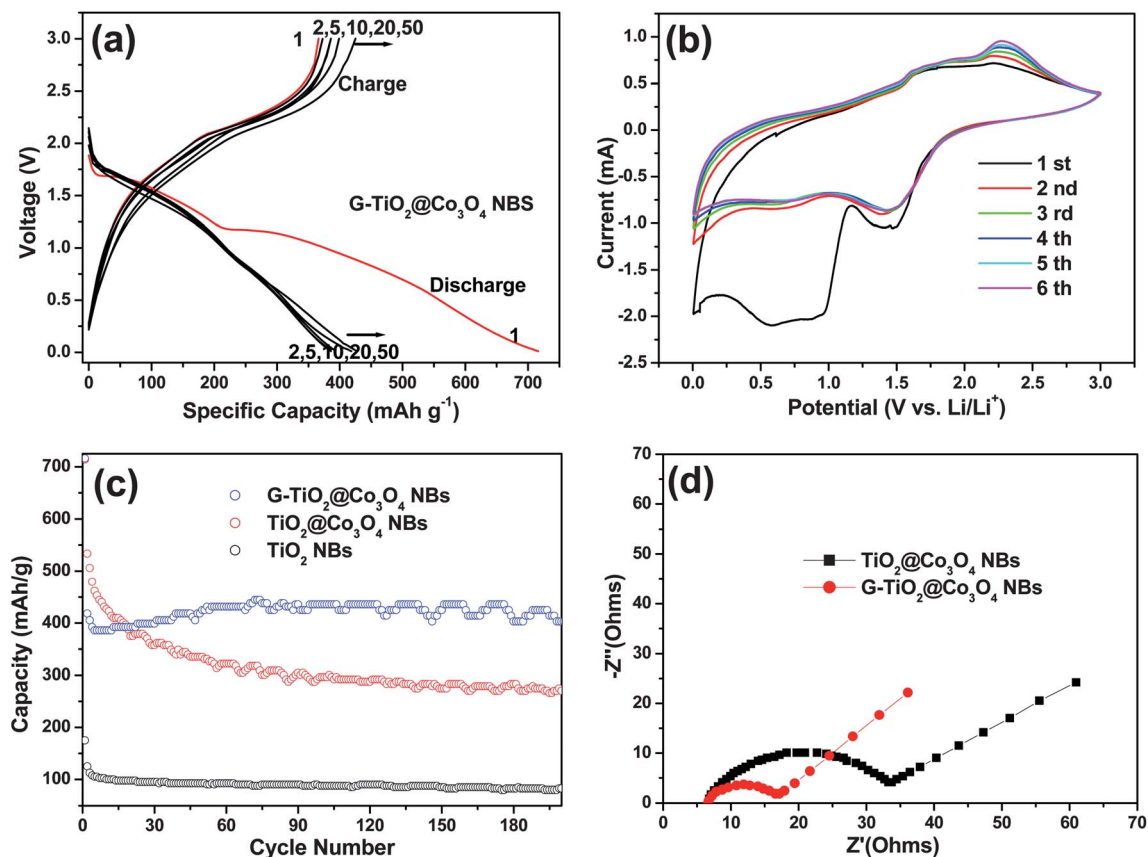 (a)
1
2,5,10,20,50
Charge
G-TiO2@Co3O4 NBS
Discharge
1
2,5,10,20,50
3.0
2.5
2.0
1.5
1.0
0.5
0.0
Voltage (V)
0 100 200 300 400 500 600 700
Specific Capacity (mAh g-1)
(b)
1.0
0.5
0.0
-0.5
-1.0
-1.5
-2.0
-2.5
Current (mA)
1 st
2 nd
3 rd
4 th
5 th
6 th
0.0 0.5 1.0 1.5 2.0 2.5 3.0
Potential (V vs. Li/Li+)
(c)
G-TiO2@Co3O4 NBs
TiO2@Co3O4 NBs
TiO2 NBs
700
600
500
400
300
200
100
Capacity (mAh/g)
0 30 60 90 120 150 180
Cycle Number
(d)
TiO2@Co3O4 NBs
G-TiO2@Co3O4 NBs
70
60
50
40
30
20
10
0
-Z''(Ohms)
0 10 20 30 40 50 60 70
Z'(Ohms)